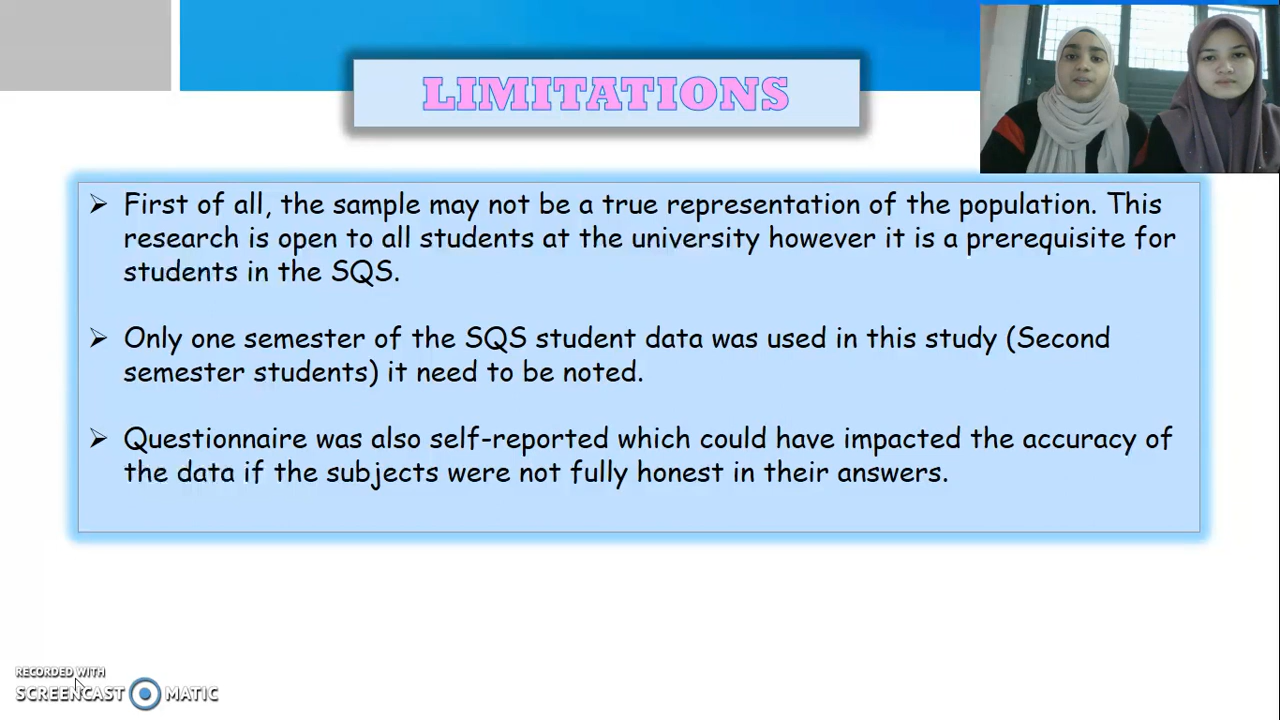 LIMITATIONS
First of all, the sample may not be a true representation of the population. This
research is open to all students at the university however it is a prerequisite for
students in the SQS.
Only one semester of the SQS student data was used in this study (Second
semester students) it need to be noted.
Questionnaire was also self-reported which could have impacted the accuracy of
the data if the subjects were not fully honest in their answers.
RECORDED WITH
SCREENCAST MATIC